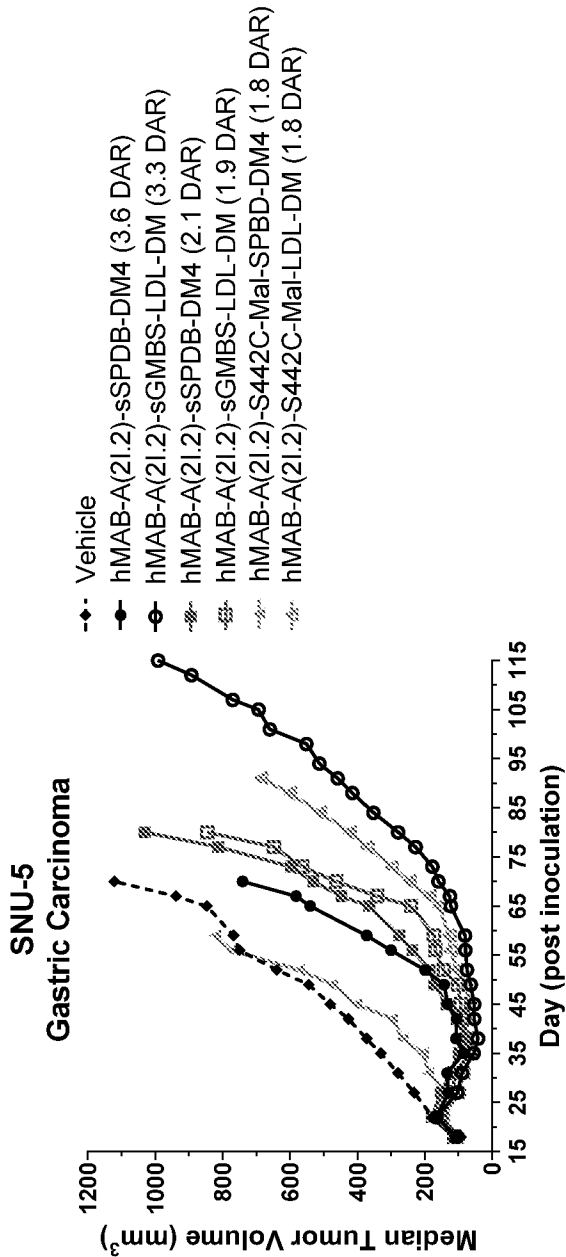 SNU-5
Gastric Carcinoma
Vehicle
hMAB-A(2I.2)-sSPDB-DM4 (3.6 DAR)
hMAB-A(2I.2)-sGMBS-LDL-DM (3.3 DAR)
hMAB-A(2I.2)-sSPDB-DM4 (2.1 DAR)
hMAB-A(2I.2)-sGMBS-LDL-DM (1.9 DAR)
hMAB-A(2I.2)-S442C-Mal-SPBD-DM4 (1.8 DAR)
hMAB-A(2I.2)-S442C-Mal-LDL-DM (1.8 DAR)
Median Tumor Volume (mm³)
1200
1000
800
600
400
200
0
15 25 35 45 55 65 75 85 95 105 115
Day (post inoculation)